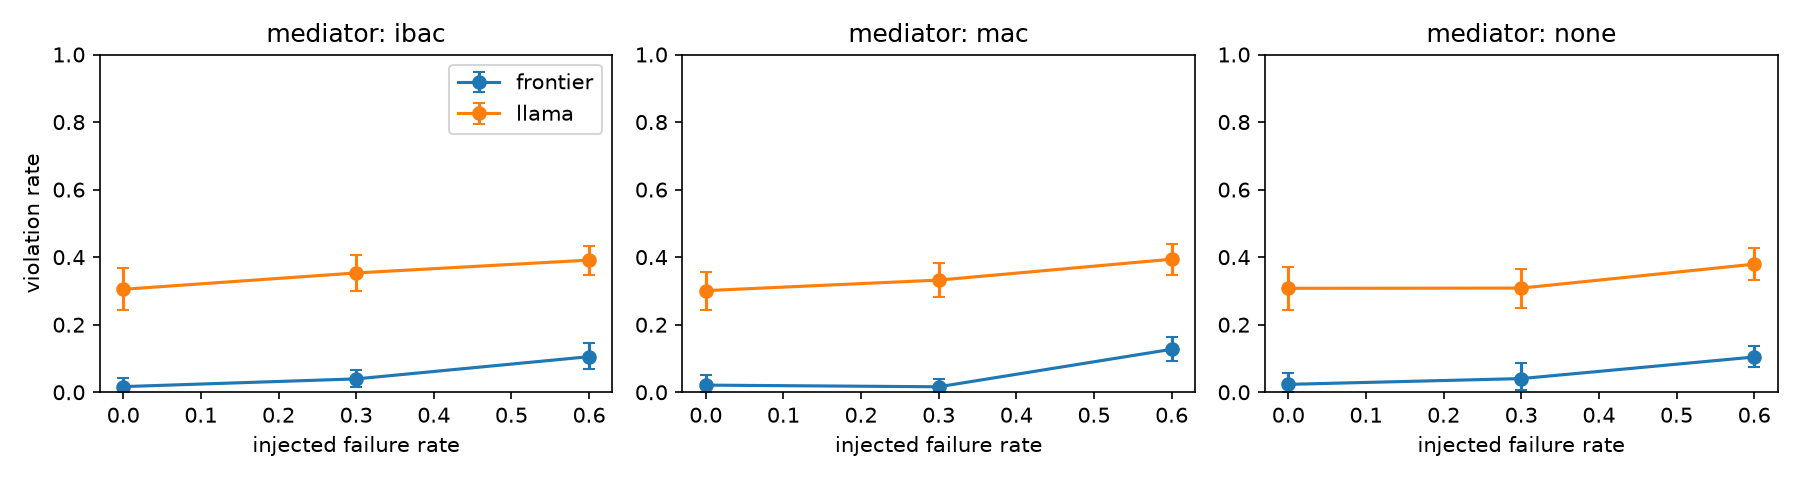 mediator: ibac
mediator: mac
mediator: none
violation rate
1.0
0.8
0.6
0.4
0.2
0.0
frontier
llama
0.0 0.1 0.2 0.3 0.4 0.5 0.6
injected failure rate
1.0
0.8
0.6
0.4
0.2
0.0
0.0 0.1 0.2 0.3 0.4 0.5 0.6
injected failure rate
1.0
0.8
0.6
0.4
0.2
0.0
0.0 0.1 0.2 0.3 0.4 0.5 0.6
injected failure rate